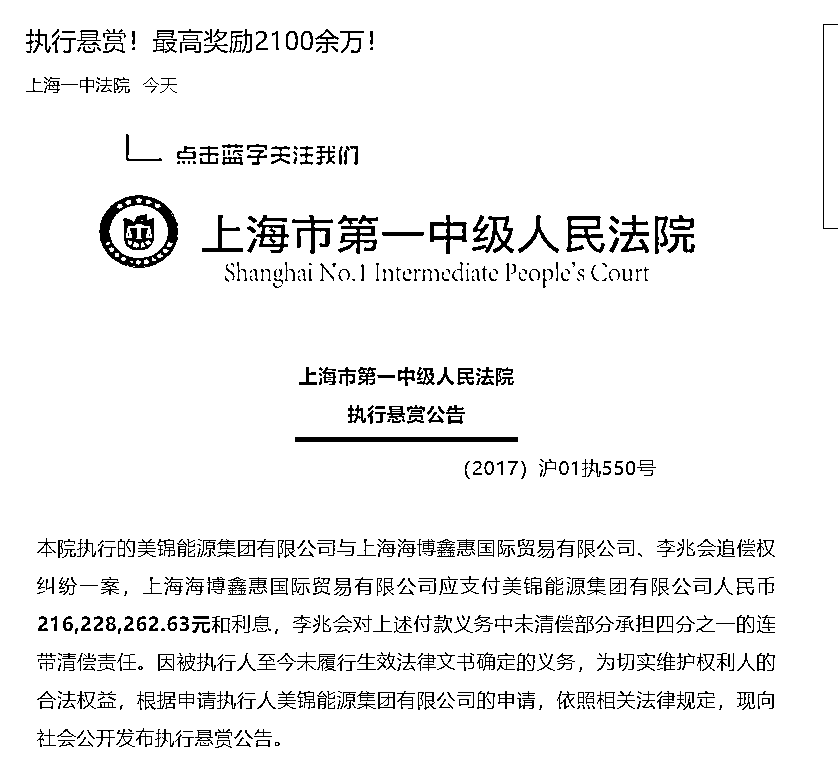 执行悬赏！最高奖励2100余万！
上海一中法院 今天
点击蓝字关注我们
上海市第一中级人民法院
Shanghai No.1 Intermediate People's Court
上海市第一中级人民法院
执行悬赏公告
(2017) 沪01执550号
本院执行的美锦能源集团有限公司与上海海博鑫惠国际贸易有限公司、李兆会追偿权
纠纷一案，上海海博鑫惠国际贸易有限公司应支付美锦能源集团有限公司人民币
216,228,262.63元和利息，李兆会对上述付款义务中未清偿部分承担四分之一的连
带清偿责任。因被执行人至今未履行生效法律文书确定的义务，为切实维护权利人的
合法权益，根据申请执行人美锦能源集团有限公司的申请，依照相关法律规定，现向
社会公开发布执行悬赏公告。